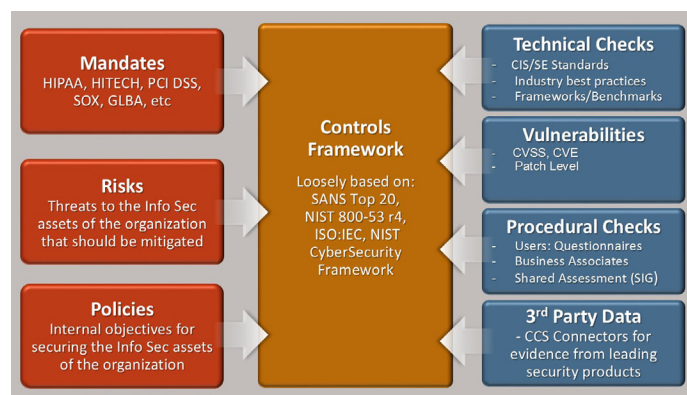 Mandates
HIPAA, HITECH, PCI DSS,
SOX, GLBA, etc
Risks
Threats to the Info Sec
assets of the organization
that should be mitigated
Policies
Internal objectives for
securing the Info Sec assets
of the organization
Controls
Framework
Loosely based on:
SANS Top 20,
NIST 800-53 r4,
ISO:IEC, NIST
CyberSecurity
Framework
Technical Checks
- CIS/SE Standards
- Industry best practices
- Frameworks/Benchmarks
Vulnerabilities
- CVSS, CVE
- Patch Level
Procedural Checks
- Users: Questionnaires
- Business Associates
- Shared Assessment (SIG)
3rd Party Data
- CCS Connectors for
evidence from leading
security products